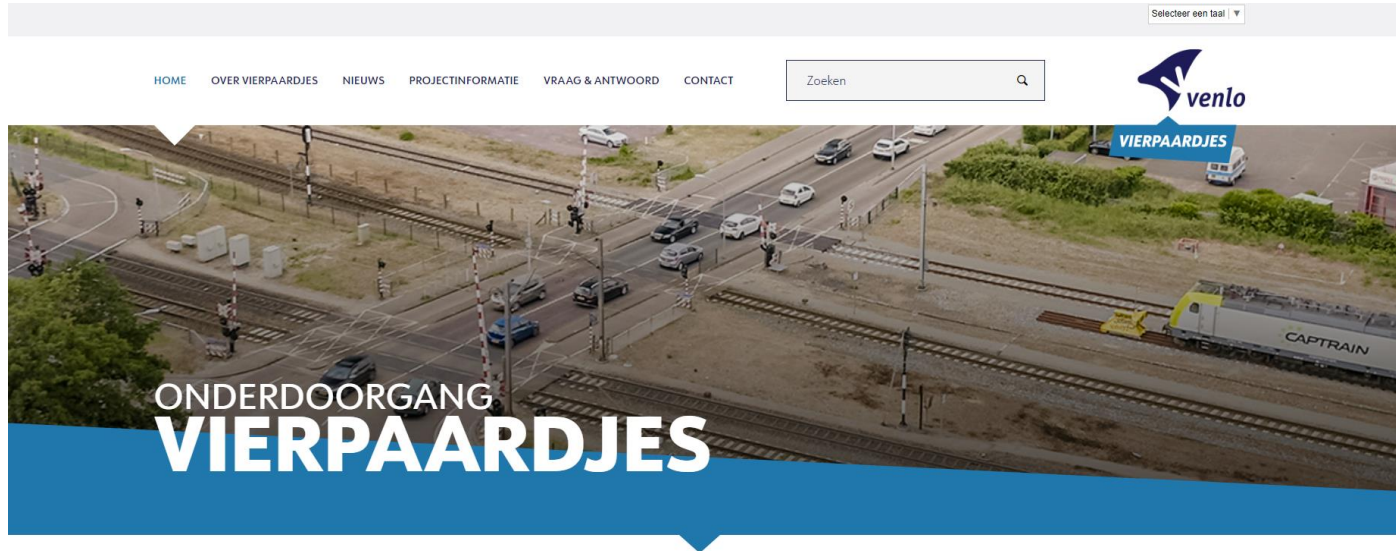 Selecteer een taal ▼
HOME OVER VIERPAARDJES NIEUWS PROJECTINFORMATIE VRAAG & ANTWOORD CONTACT Zoeken
venlo
VIERPAARDJES
CAPTRAIN
ONDERDOORGANG
VIERPAARDJES